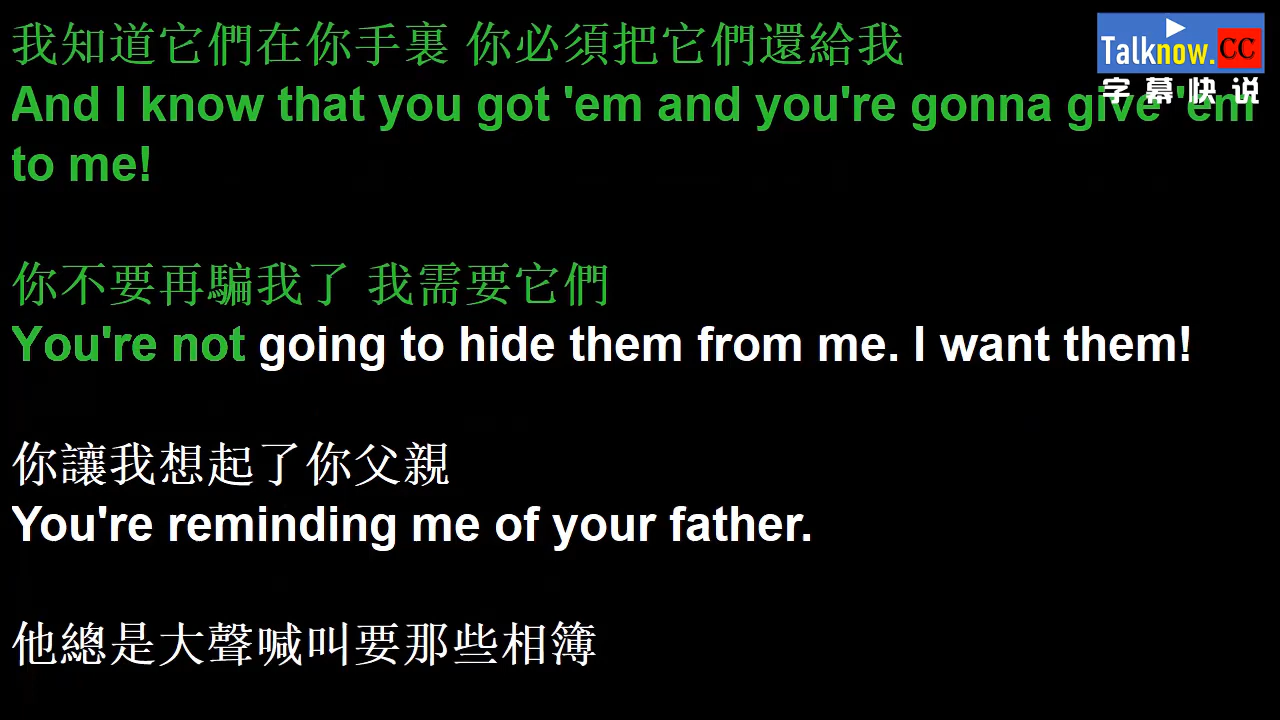 我知道它們在你手裏 你必須把它們還給我
Talknow.CC
字幕快说
And I know that you got 'em and you're gonna give 'em
to me!
你不要再騙我了 我需要它們
You're not going to hide them from me. I want them!
你讓我想起了你父親
You're reminding me of your father.
他總是大聲喊叫要那些相簿